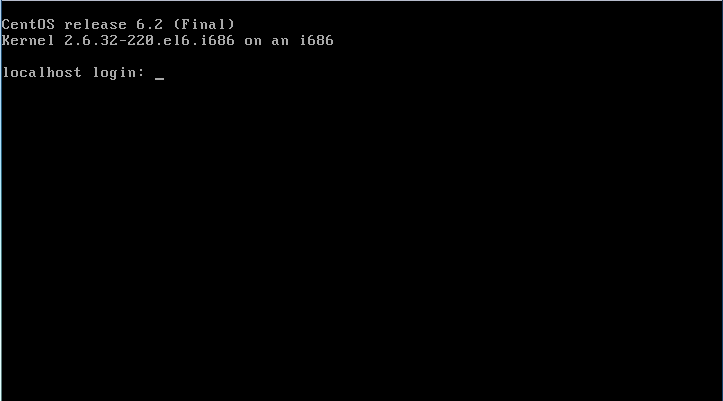 CentOS release 6.2 (Final)
Kernel 2.6.32-220.el6.i686 on an i686
localhost login: _